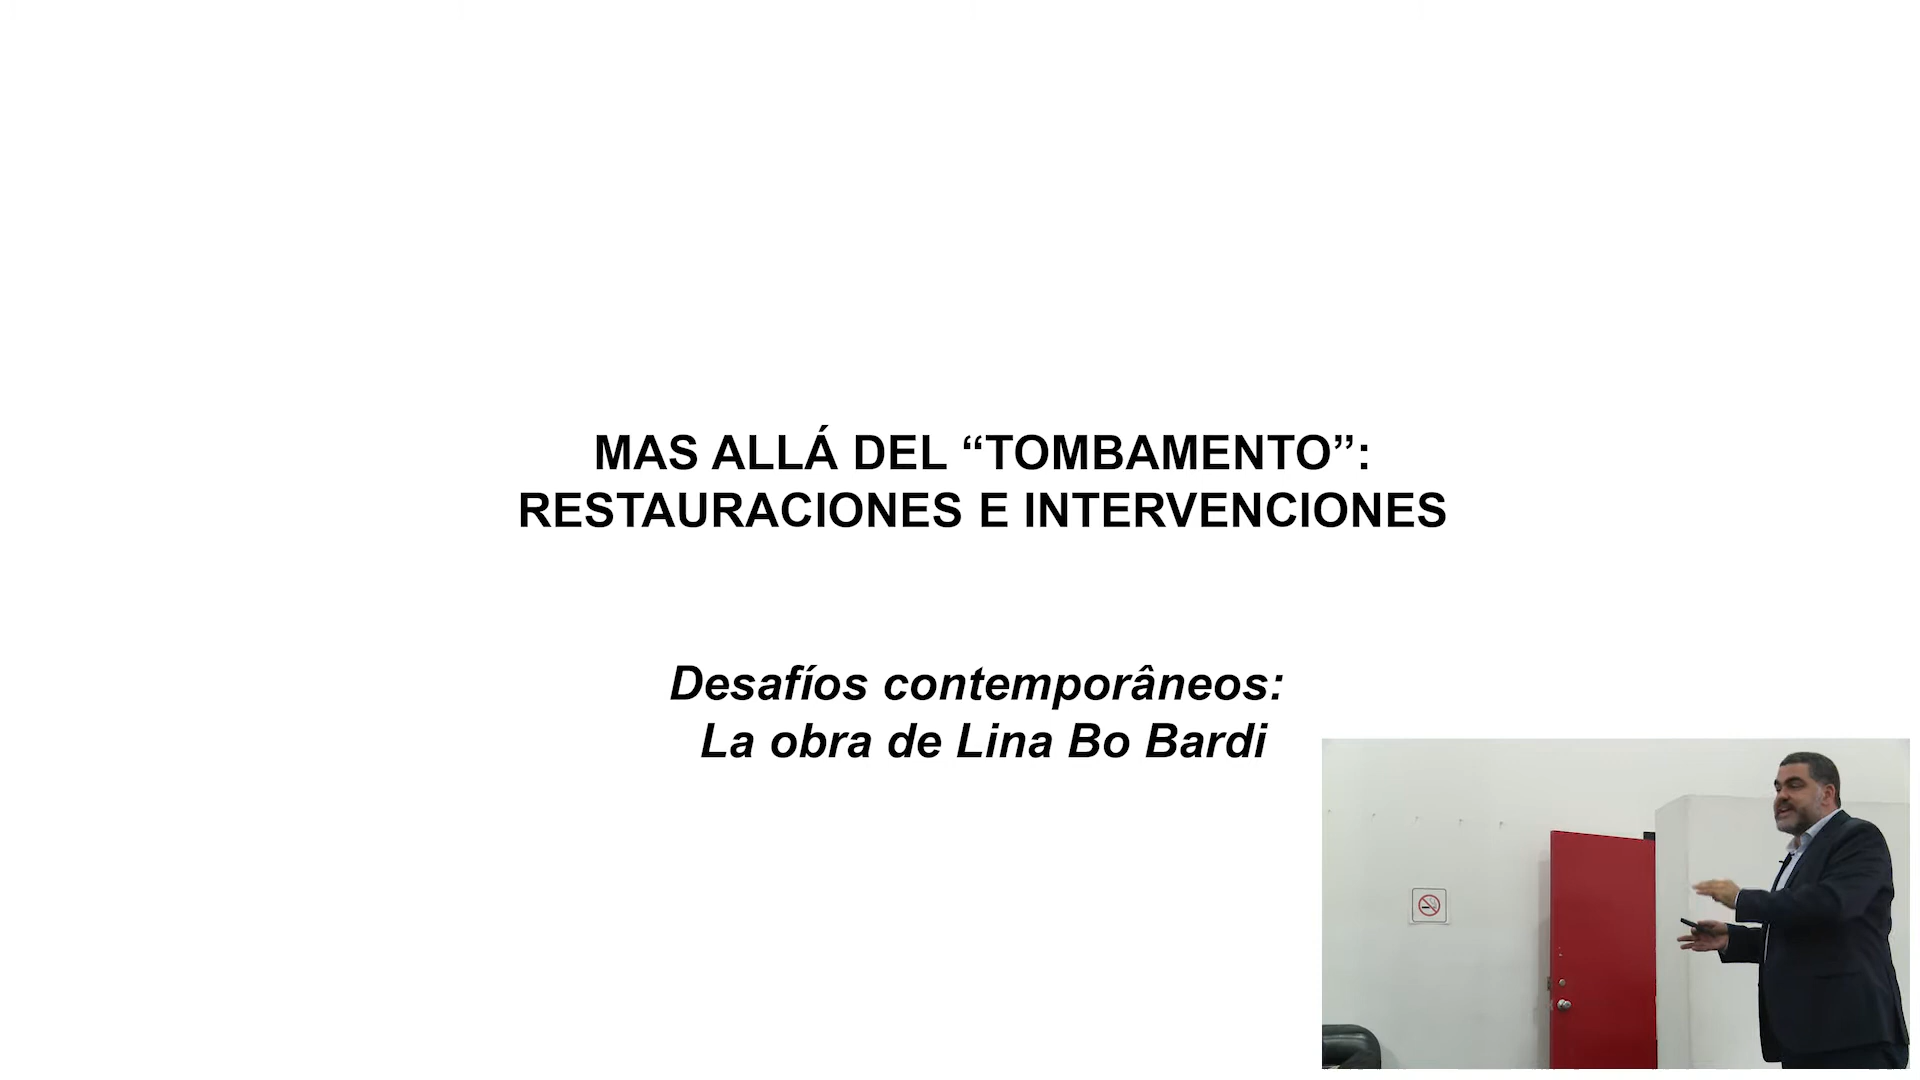 MAS ALLÁ DEL “TOMBAMENTO”:
RESTAURACIONES E INTERVENCIONES
Desafíos contemporâneos:
La obra de Lina Bo Bardi